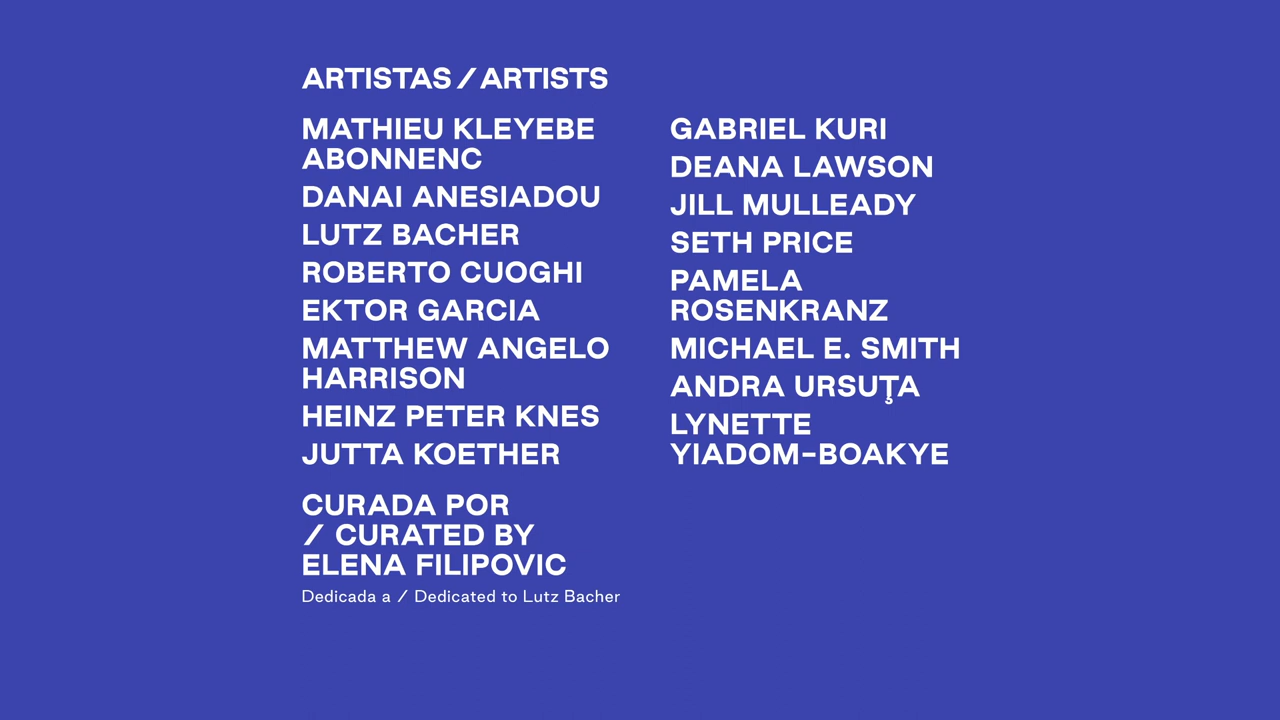 ARTISTAS / ARTISTS
MATHIEU KLEYEBE
ABONNENC
DANAI ANESIADOU
LUTZ BACHER
ROBERTO CUOGHI
EKTOR GARCIA
MATTHEW ANGELO
HARRISON
HEINZ PETER KNES
JUTTA KOETHER
GABRIEL KURI
DEANA LAWSON
JILL MULLEADY
SETH PRICE
PAMELA
ROSENKRANZ
MICHAEL E. SMITH
ANDRA URSUŢA
LYNETTE
YIADOM-BOAKYE
CURADA POR
/ CURATED BY
ELENA FILIPOVIC
Dedicada a / Dedicated to Lutz Bacher